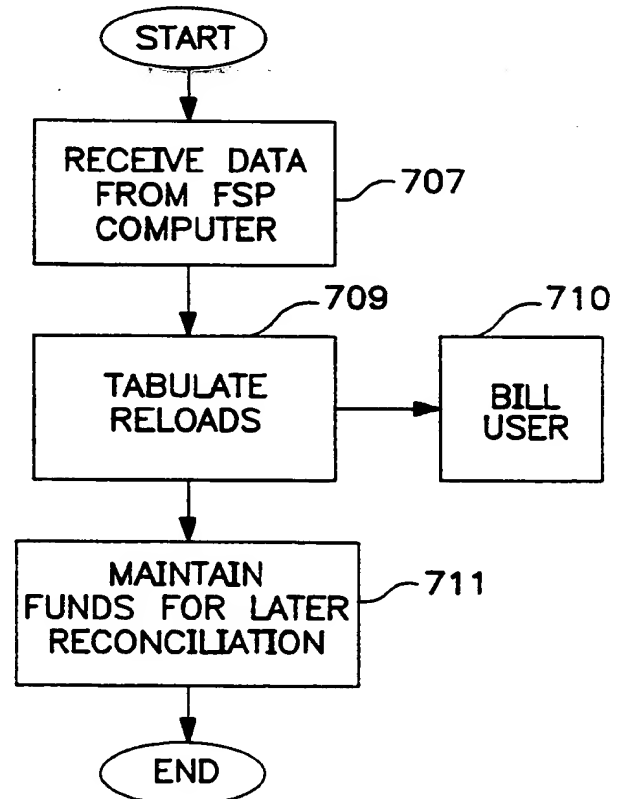 START
RECEIVE DATA
FROM FSP
COMPUTER
707
709
710
TABULATE
RELOADS
BILL
USER
MAINTAIN
FUNDS FOR LATER
RECONCILIATION
711
END